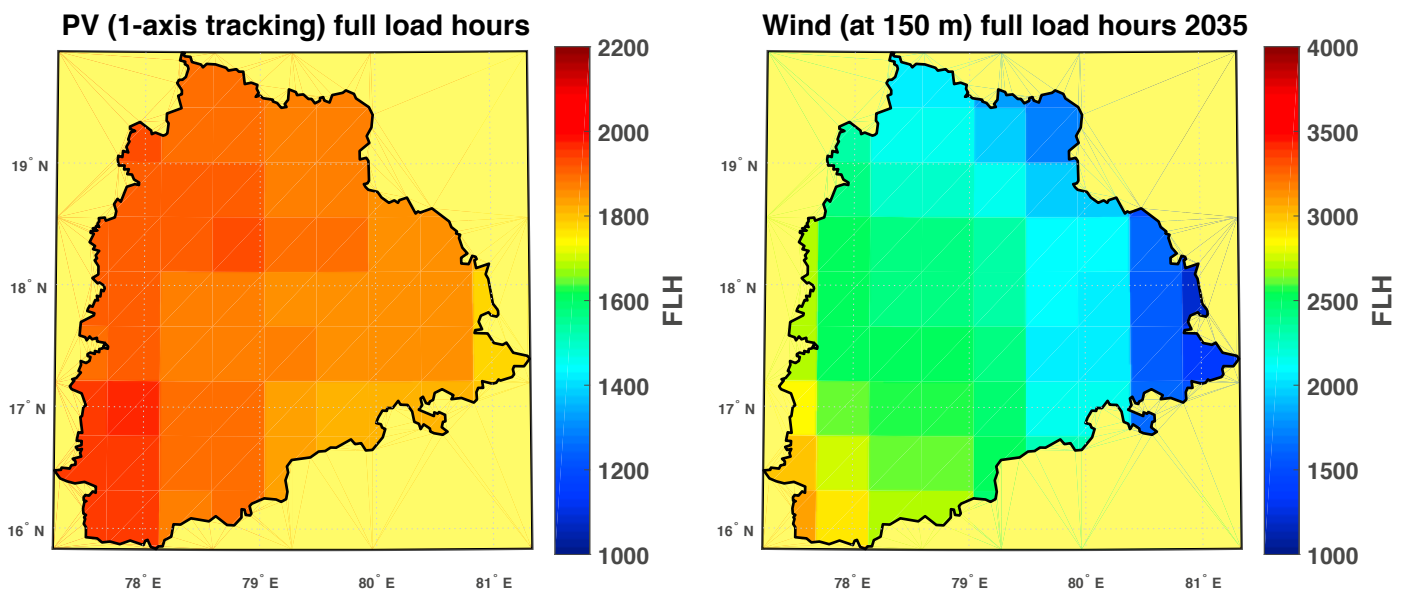 PV (1-axis tracking) full load hours
2200
2000
1800
1600
1400
1200
1000
FLH
19° N
18° N
17° N
16° N
78° E
79° E
80° E
81° E
Wind (at 150 m) full load hours 2035
4000
3500
3000
2500
2000
1500
1000
FLH
19° N
18° N
17° N
16° N
78° E
79° E
80° E
81° E